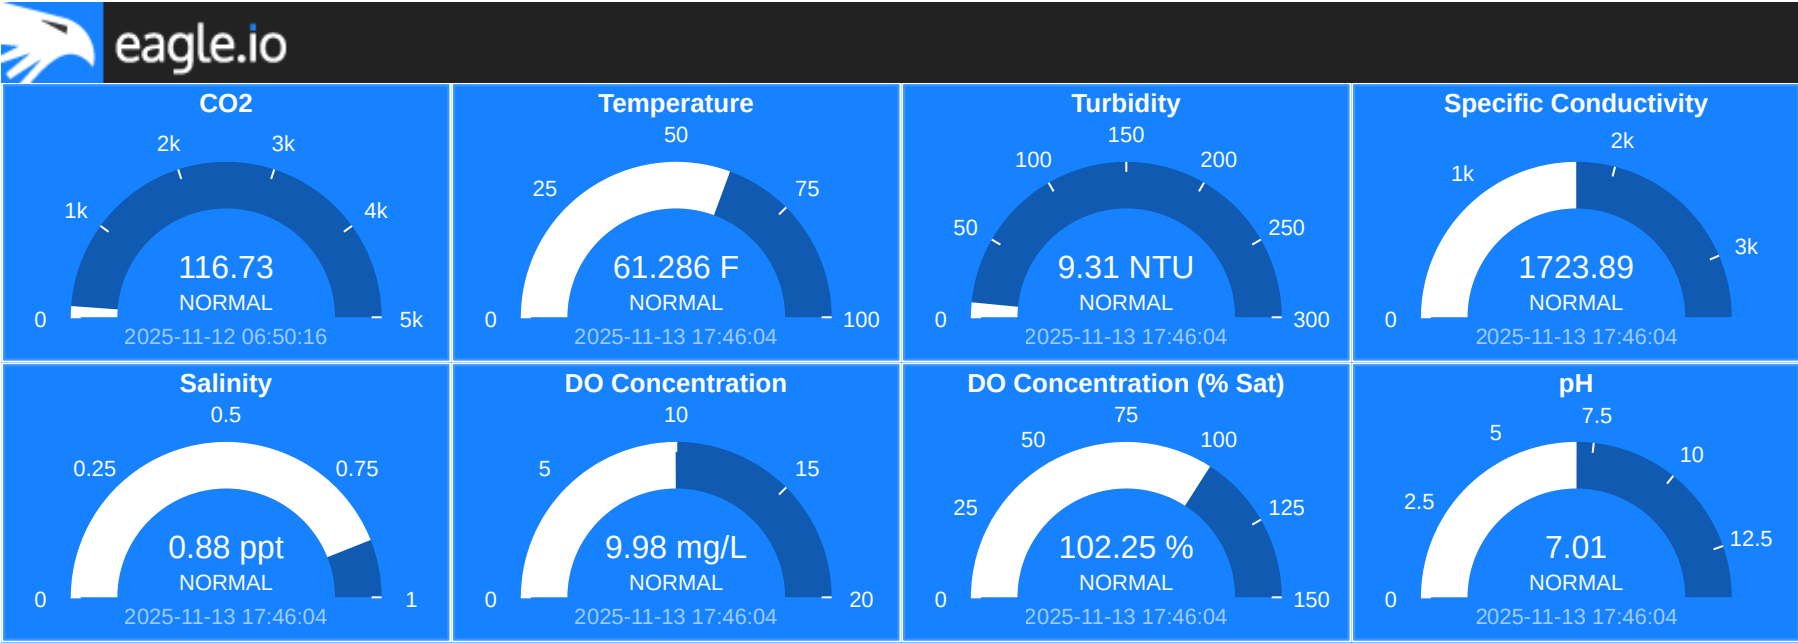 eagle.io
CO2
2k
3k
1k
4k
116.73
NORMAL
0
5k
2025-11-12 06:50:16
Temperature
50
25
75
61.286 F
NORMAL
0
100
2025-11-13 17:46:04
Turbidity
150
100
200
50
250
9.31 NTU
NORMAL
0
300
2025-11-13 17:46:04
Specific Conductivity
2k
1k
3k
1723.89
NORMAL
0
2025-11-13 17:46:04
Salinity
0.5
0.25
0.75
0.88 ppt
NORMAL
0
1
2025-11-13 17:46:04
DO Concentration
10
5
15
9.98 mg/L
NORMAL
0
20
2025-11-13 17:46:04
DO Concentration (% Sat)
75
50
100
25
125
102.25 %
NORMAL
0
150
2025-11-13 17:46:04
pH
7.5
5
10
2.5
12.5
7.01
NORMAL
0
2025-11-13 17:46:04